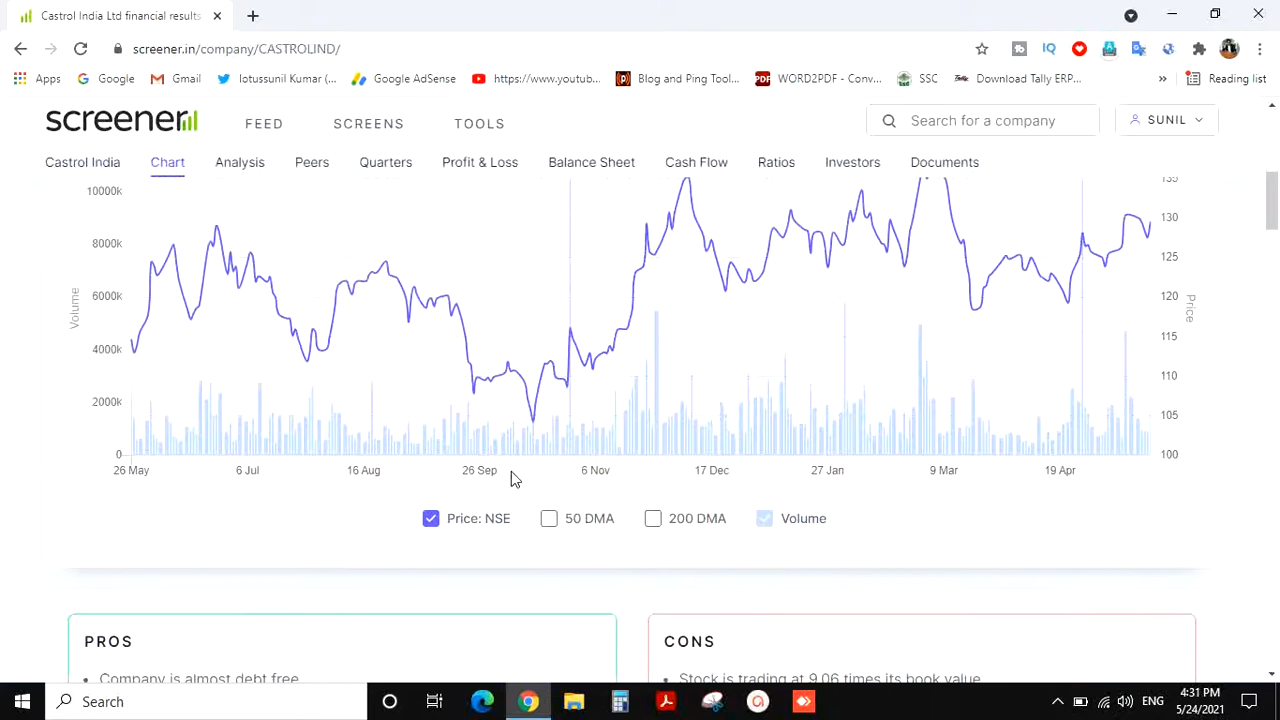 Castrol India Ltd financial results
screener.in/company/CASTROLIND/
IQ
Apps Google Gmail lotussunil Kumar (... Google AdSense https://www.youtub... Blog and Ping Tool... PDF WORD2PDF - Conv... SSC Download Tally ERP... » Reading list
screener FEED SCREENS TOOLS Search for a company SUNIL
Castrol India Chart Analysis Peers Quarters Profit & Loss Balance Sheet Cash Flow Ratios Investors Documents
135
10000k
130
8000k
125
6000k 120
Volume
Price
4000k 115
110
2000k
105
0 100
26 May 6 Jul 16 Aug 26 Sep 6 Nov 17 Dec 27 Jan 9 Mar 19 Apr
Price: NSE 50 DMA 200 DMA Volume
PROS CONS
• Company is almost debt free • Stock is trading at 9.06 times its book value
Search ENG 4:31 PM
5/24/2021